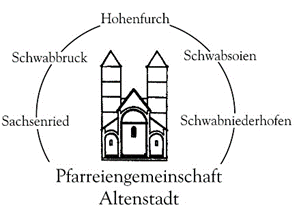 Hohenfurch
Schwabbruck
Schwabsoien
Sachsenried
Schwabniederhofen
Pfarreiengemeinschaft
Altenstadt